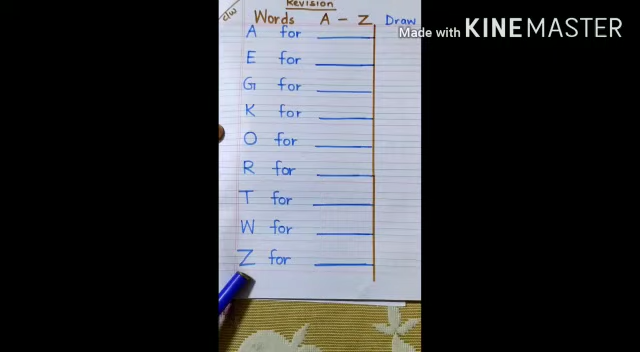 C/W
Revision
Words A - Z Draw
Made with KINEMASTER
A for
E for
G for
K for
O for
R for
T for
W for
Z for